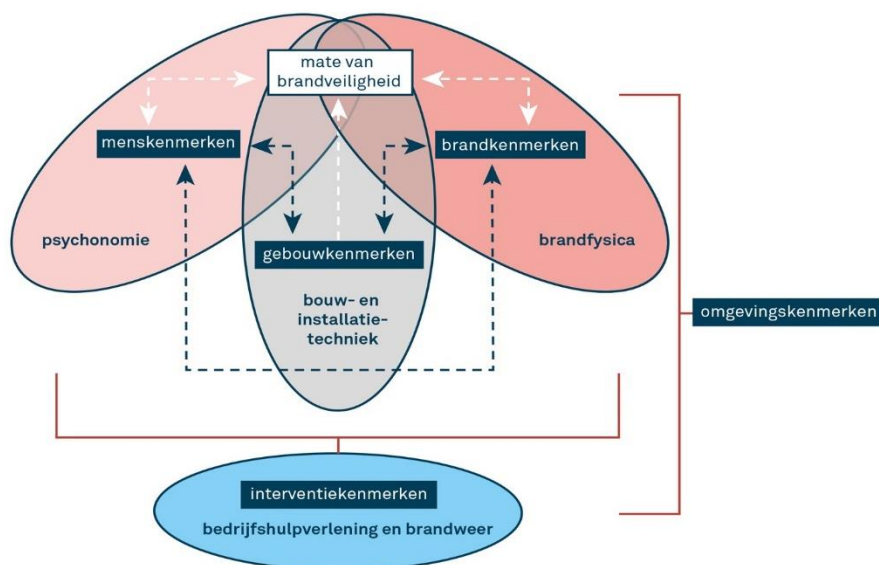 mate van
brandveiligheid
menskenmerken
brandkenmerken
psychonomie
gebouwkenmerken
brandfysica
bouw- en
installatie-
techniek
omgevingskenmerken
interventiekenmerken
bedrijfshulpverlening en brandweer